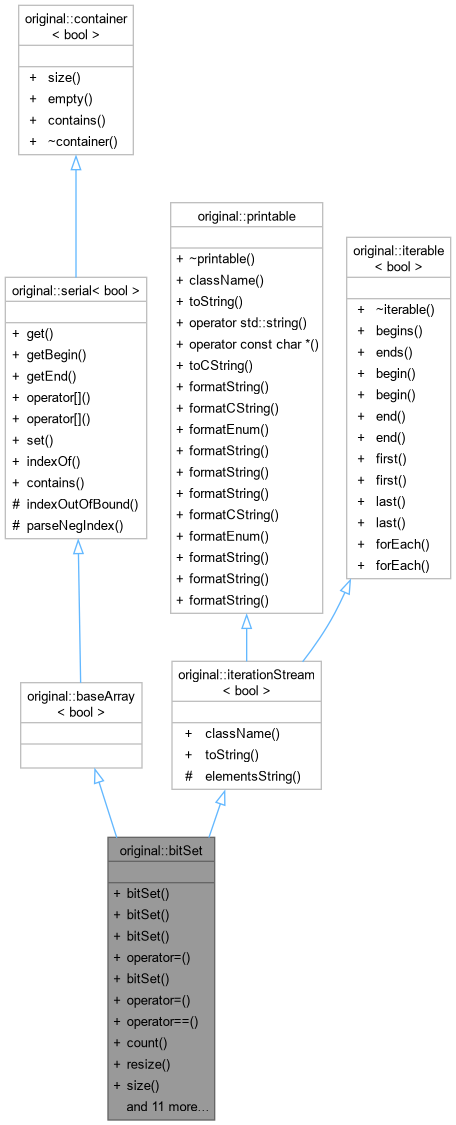 original::container
< bool >
+ size()
+ empty()
+ contains()
+ ~container()
original::serial< bool >
+ get()
+ getBegin()
+ getEnd()
+ operator[]()
+ operator[]()
+ set()
+ indexOf()
+ contains()
# indexOutOfBound()
# parseNegIndex()
original::printable
+ ~printable()
+ className()
+ toString()
+ operator std::string()
+ operator const char *()
+ toCString()
+ formatString()
+ formatCString()
+ formatEnum()
+ formatString()
+ formatString()
+ formatString()
+ formatCString()
+ formatEnum()
+ formatString()
+ formatString()
+ formatString()
original::iterable
< bool >
+ ~iterable()
+ begins()
+ ends()
+ begin()
+ begin()
+ end()
+ end()
+ first()
+ first()
+ last()
+ last()
+ forEach()
+ forEach()
original::baseArray
< bool >
original::iterationStream
< bool >
+ className()
+ toString()
# elementsString()
original::bitSet
+ bitSet()
+ bitSet()
+ bitSet()
+ operator=()
+ bitSet()
+ operator=()
+ operator==()
+ count()
+ resize()
+ size()
and 11 more...